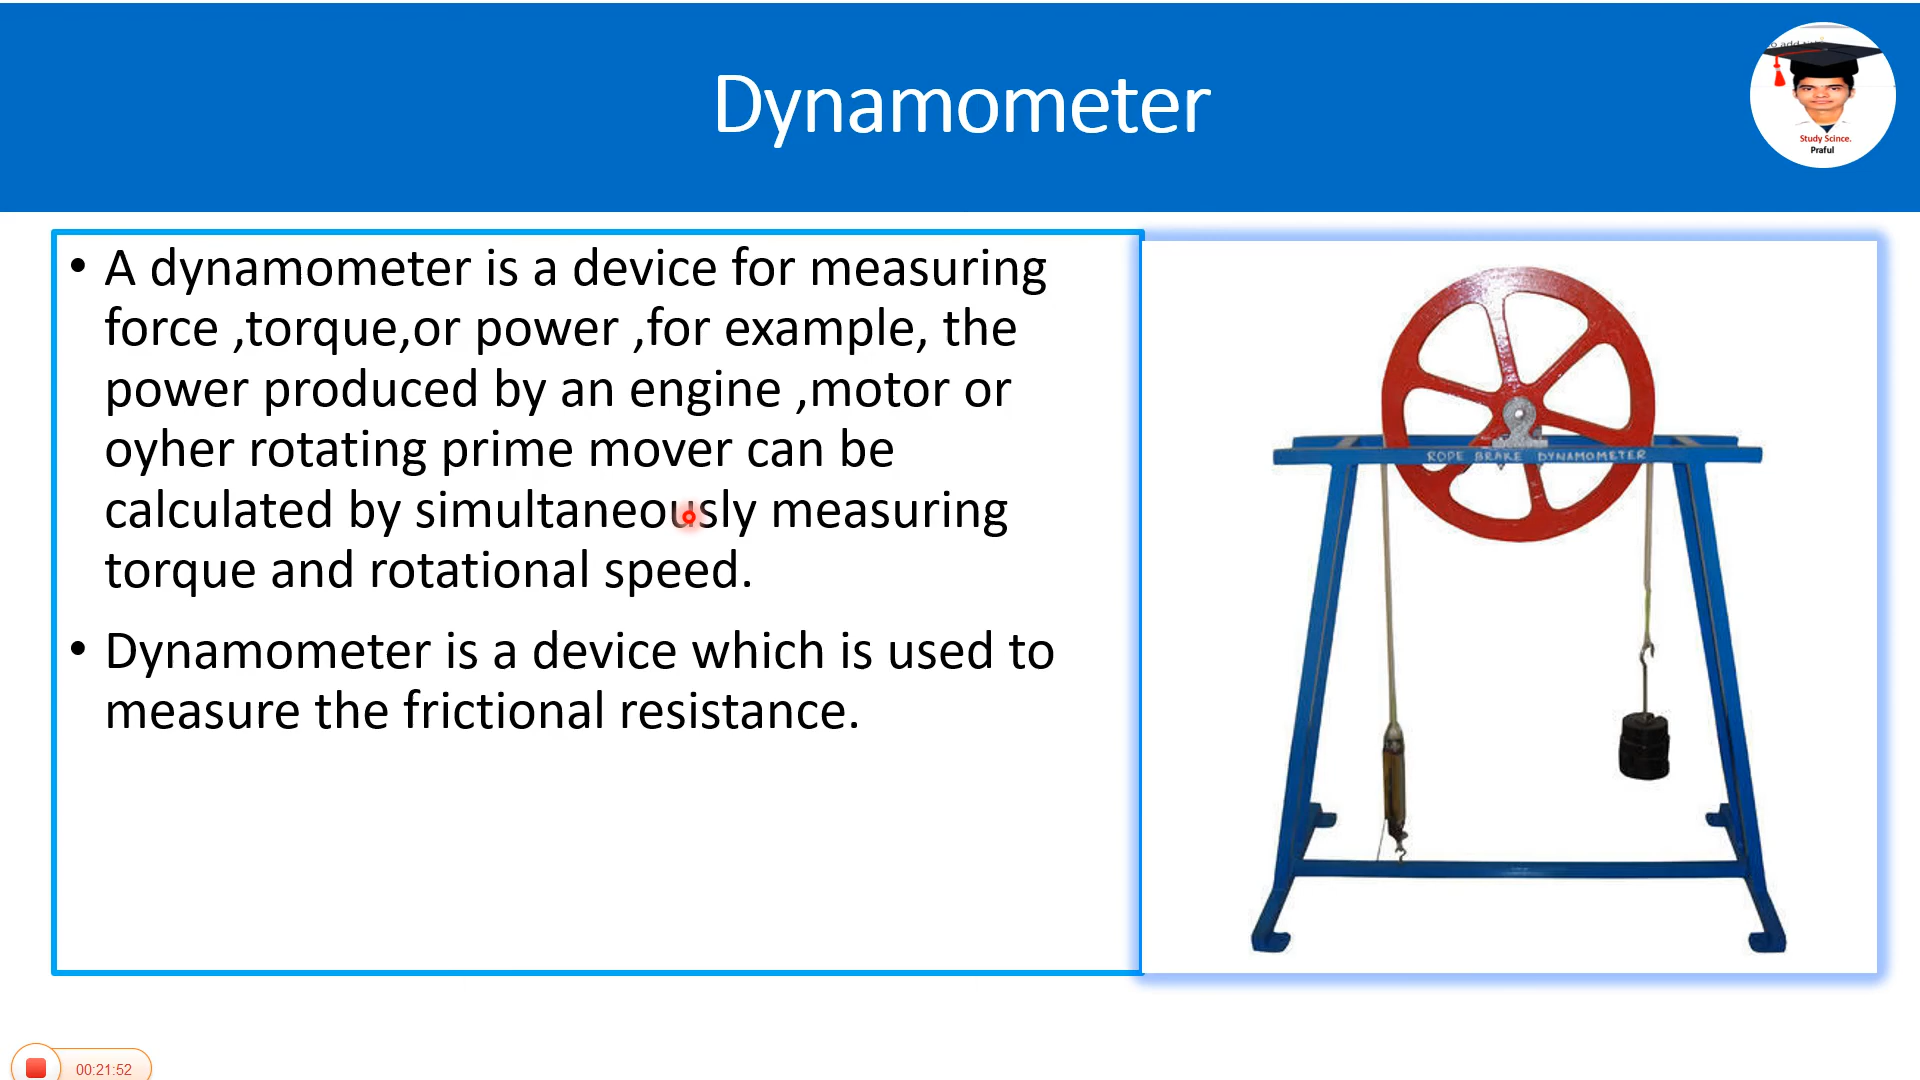 Dynamometer
Study Scince.
Praful
• A dynamometer is a device for measuring
force ,torque,or power ,for example, the
power produced by an engine ,motor or
oyher rotating prime mover can be
calculated by simultaneously measuring
torque and rotational speed.
• Dynamometer is a device which is used to
measure the frictional resistance.
ROPE BRAKE DYNAMOMETER
00:21:52